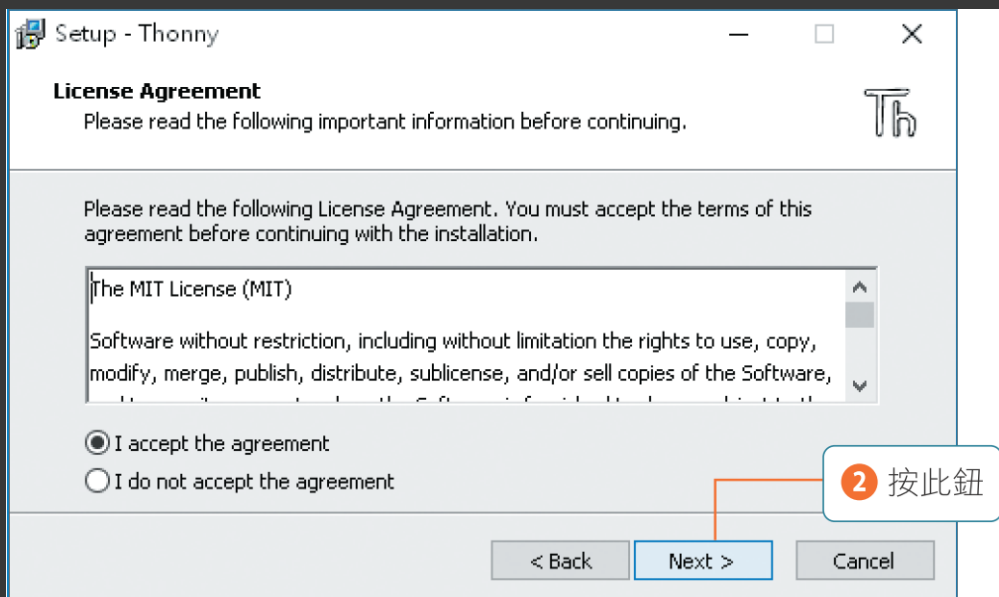 Setup - Thonny
License Agreement
Please read the following important information before continuing.
Th
Please read the following License Agreement. You must accept the terms of this
agreement before continuing with the installation.
The MIT License (MIT)
Software without restriction, including without limitation the rights to use, copy,
modify, merge, publish, distribute, sublicense, and/or sell copies of the Software,
I accept the agreement
I do not accept the agreement
2 按此鈕
< Back Next > Cancel